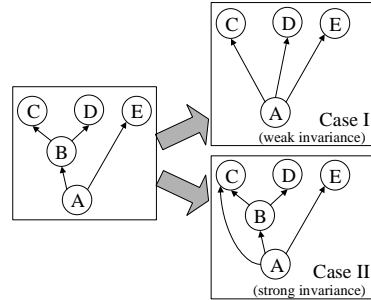 C D E
B
A
C D E
A
Case I
(weak invariance)
C D E
B
A
Case II
(strong invariance)